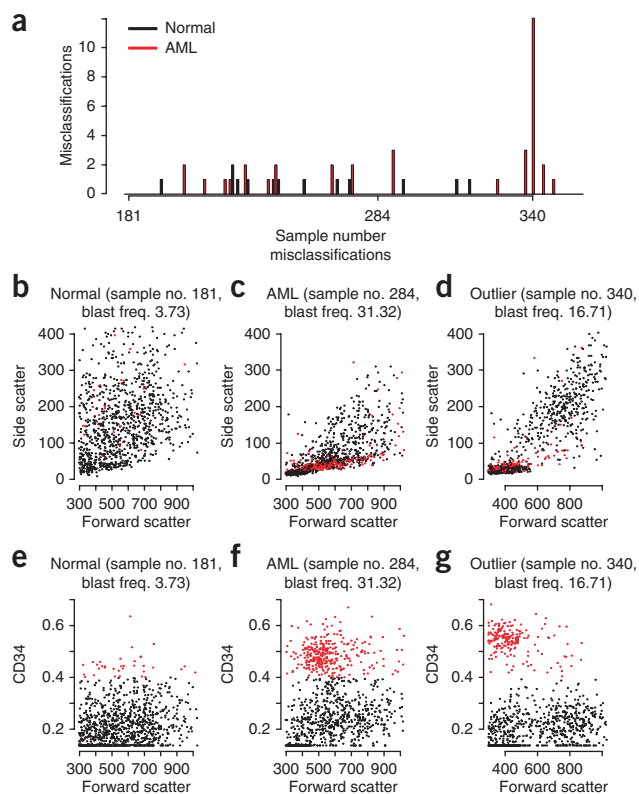 a
Normal
AML
Misclassifications
12
10
8
6
4
2
0
181 284 340
Sample number
misclassifications
b
Normal (sample no. 181,
blast freq. 3.73)
c
AML (sample no. 284,
blast freq. 31.32)
d
Outlier (sample no. 340,
blast freq. 16.71)
Side scatter
400
300
200
100
0
300 500 700 900
Forward scatter
Side scatter
400
300
200
100
0
300 500 700 900
Forward scatter
Side scatter
400
300
200
100
0
400 600 800
Forward scatter
e
Normal (sample no. 181,
blast freq. 3.73)
f
AML (sample no. 284,
blast freq. 31.32)
g
Outlier (sample no. 340,
blast freq. 16.71)
CD34
0.6
0.4
0.2
300 500 700 900
Forward scatter
CD34
0.6
0.4
0.2
300 500 700 900
Forward scatter
CD34
0.6
0.4
0.2
400 600 800
Forward scatter